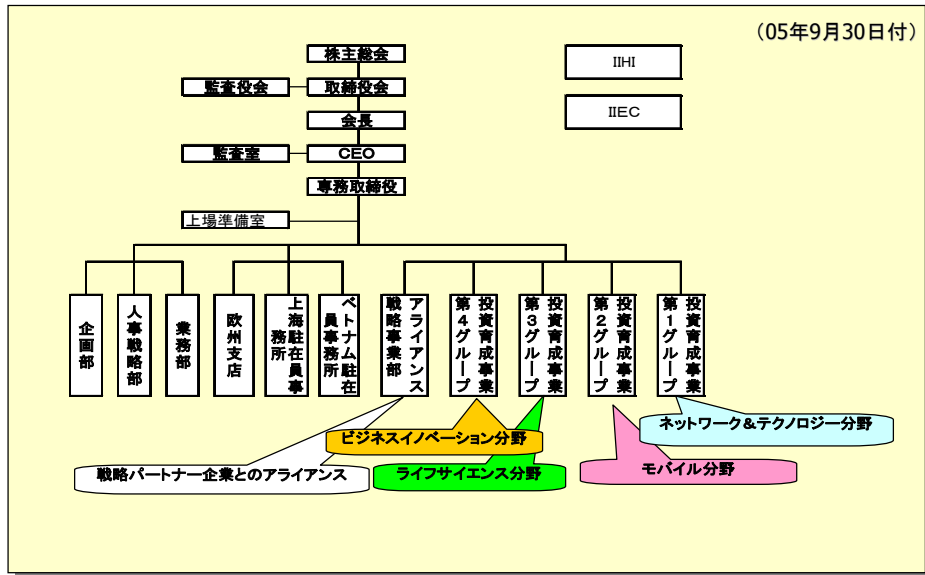 （05年9月30日付）
株主総会
IIHI
監査役会
取締役会
IIEC
会長
監査室
CEO
専務取締役
上場準備室
企画部
人事戦略部
業務部
欧州支店
上海駐在員事
務所
ベトナム駐在
員事務所
アライアンス
戦略事業部
投資育成事業
第4グループ
投資育成事業
第3グループ
投資育成事業
第2グループ
投資育成事業
第1グループ
ネットワーク&テクノロジー分野
ビジネスイノベーション分野
戦略パートナー企業とのアライアンス
ライフサイエンス分野
モバイル分野